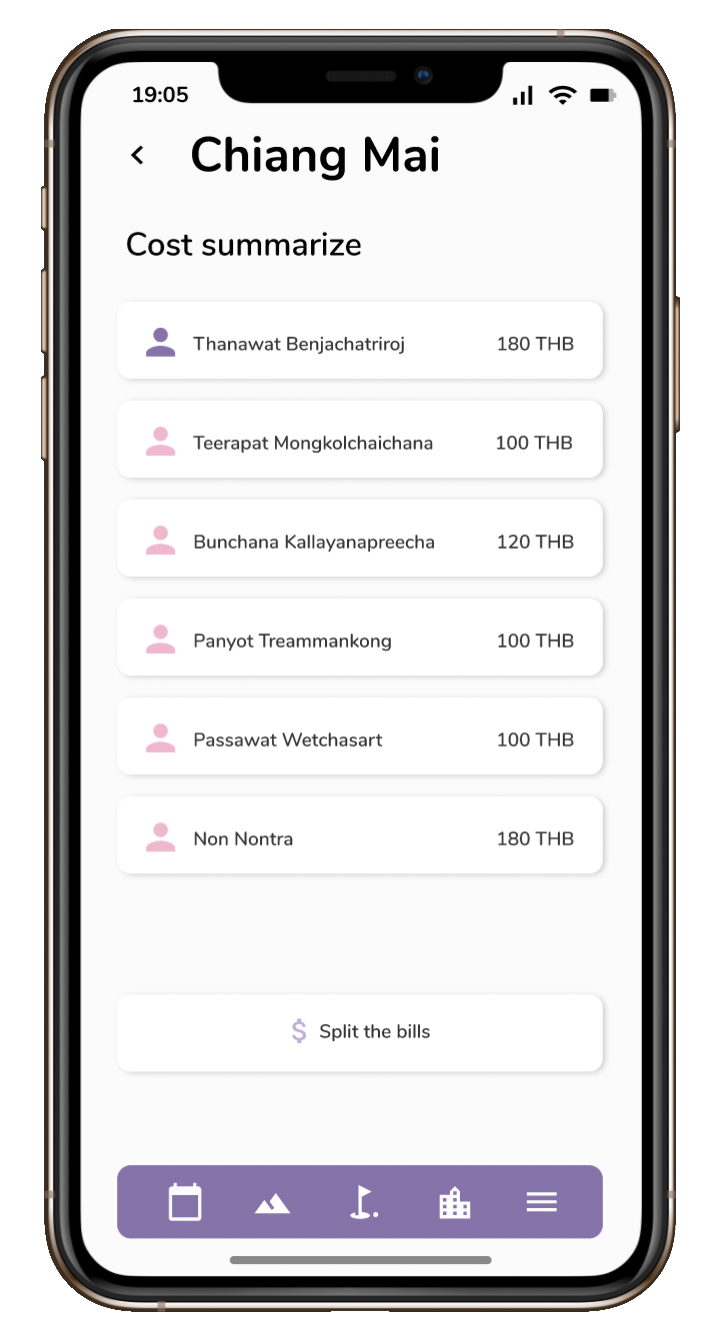 19:05
Chiang Mai
Cost summarize
Thanawat Benjachatriroj 180 THB
Teerapat Mongkolchaichana 100 THB
Bunchana Kallayanapreecha 120 THB
Panyot Treammankong 100 THB
Passawat Wetchasart 100 THB
Non Nontra 180 THB
$ Split the bills